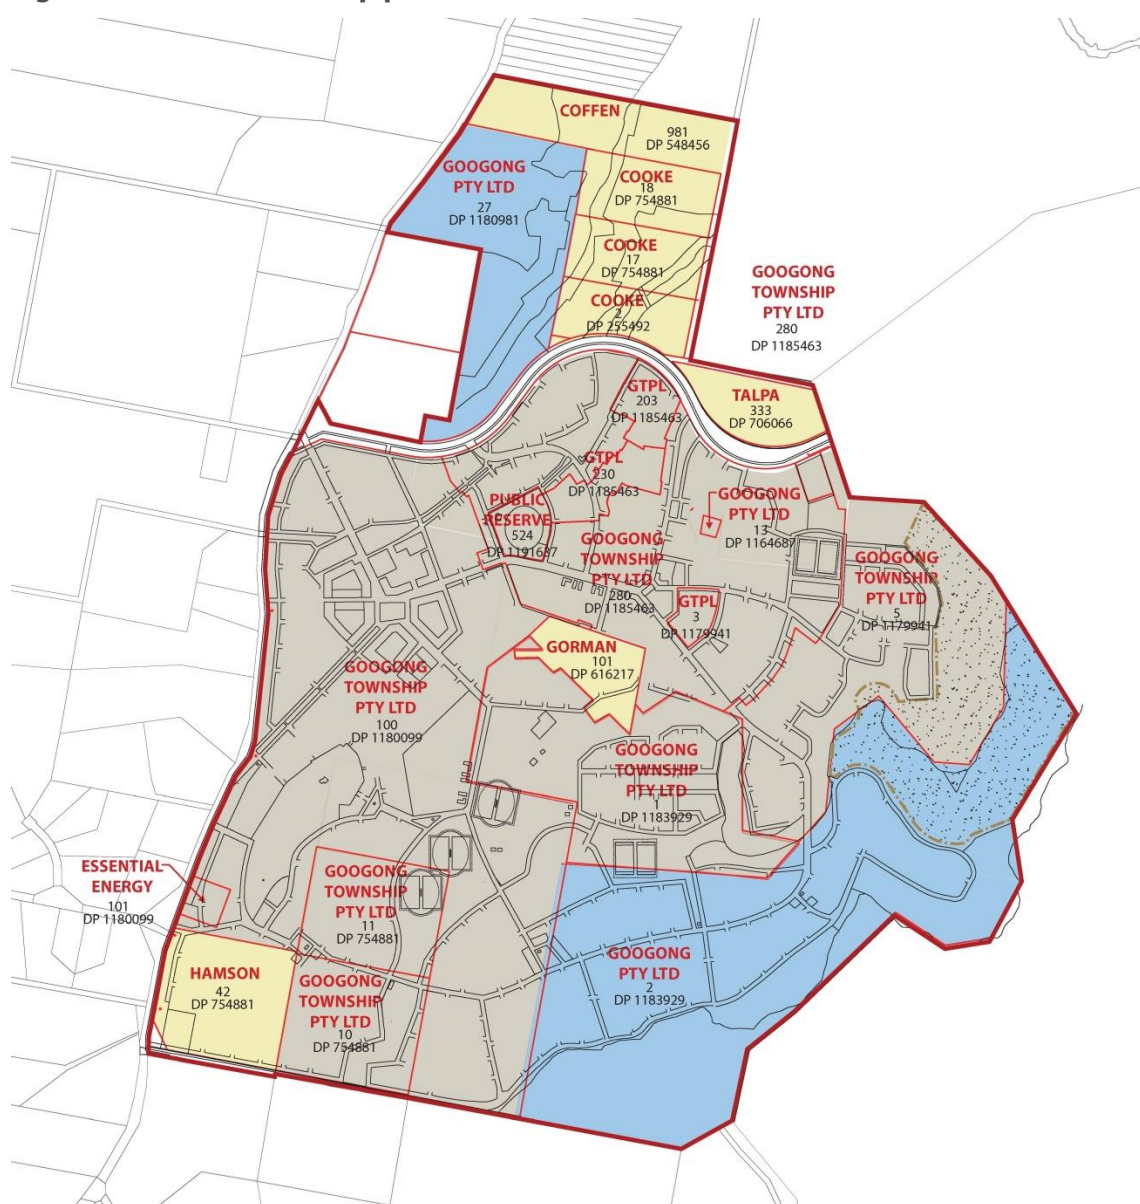 COFFEN
981
DP 548456
GOOGONG
PTY LTD
27
DP 1180981
COOKE
18
DP 754881
COOKE
17
DP 754881
COOKE
2
DP 255492
GOOGONG
TOWNSHIP
PTY LTD
280
DP 1185463
TALPA
333
DP 706066
GTPL
203
DP 1185463
GTPL
230
DP 1185463
PUBLIC
RESERVE
524
DP 1191687
GOOGONG
PTY LTD
13
DP 1164687
GOOGONG
TOWNSHIP
PTY LTD
280
DP 1185463
GOOGONG
TOWNSHIP
PTY LTD
5
DP 1179941
GTPL
3
DP 1179941
GORMAN
101
DP 616217
GOOGONG
TOWNSHIP
PTY LTD
100
DP 1180099
GOOGONG
TOWNSHIP
PTY LTD
1
DP 1183929
ESSENTIAL
ENERGY
101
DP 1180099
GOOGONG
TOWNSHIP
PTY LTD
11
DP 754881
HAMSON
42
DP 754881
GOOGONG
TOWNSHIP
PTY LTD
10
DP 754881
GOOGONG
PTY LTD
2
DP 1183929